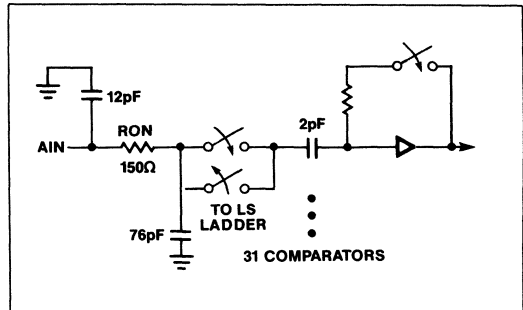 12pF
RON
AIN
150Ω
2pF
TO LS
LADDER
76pF
31 COMPARATORS